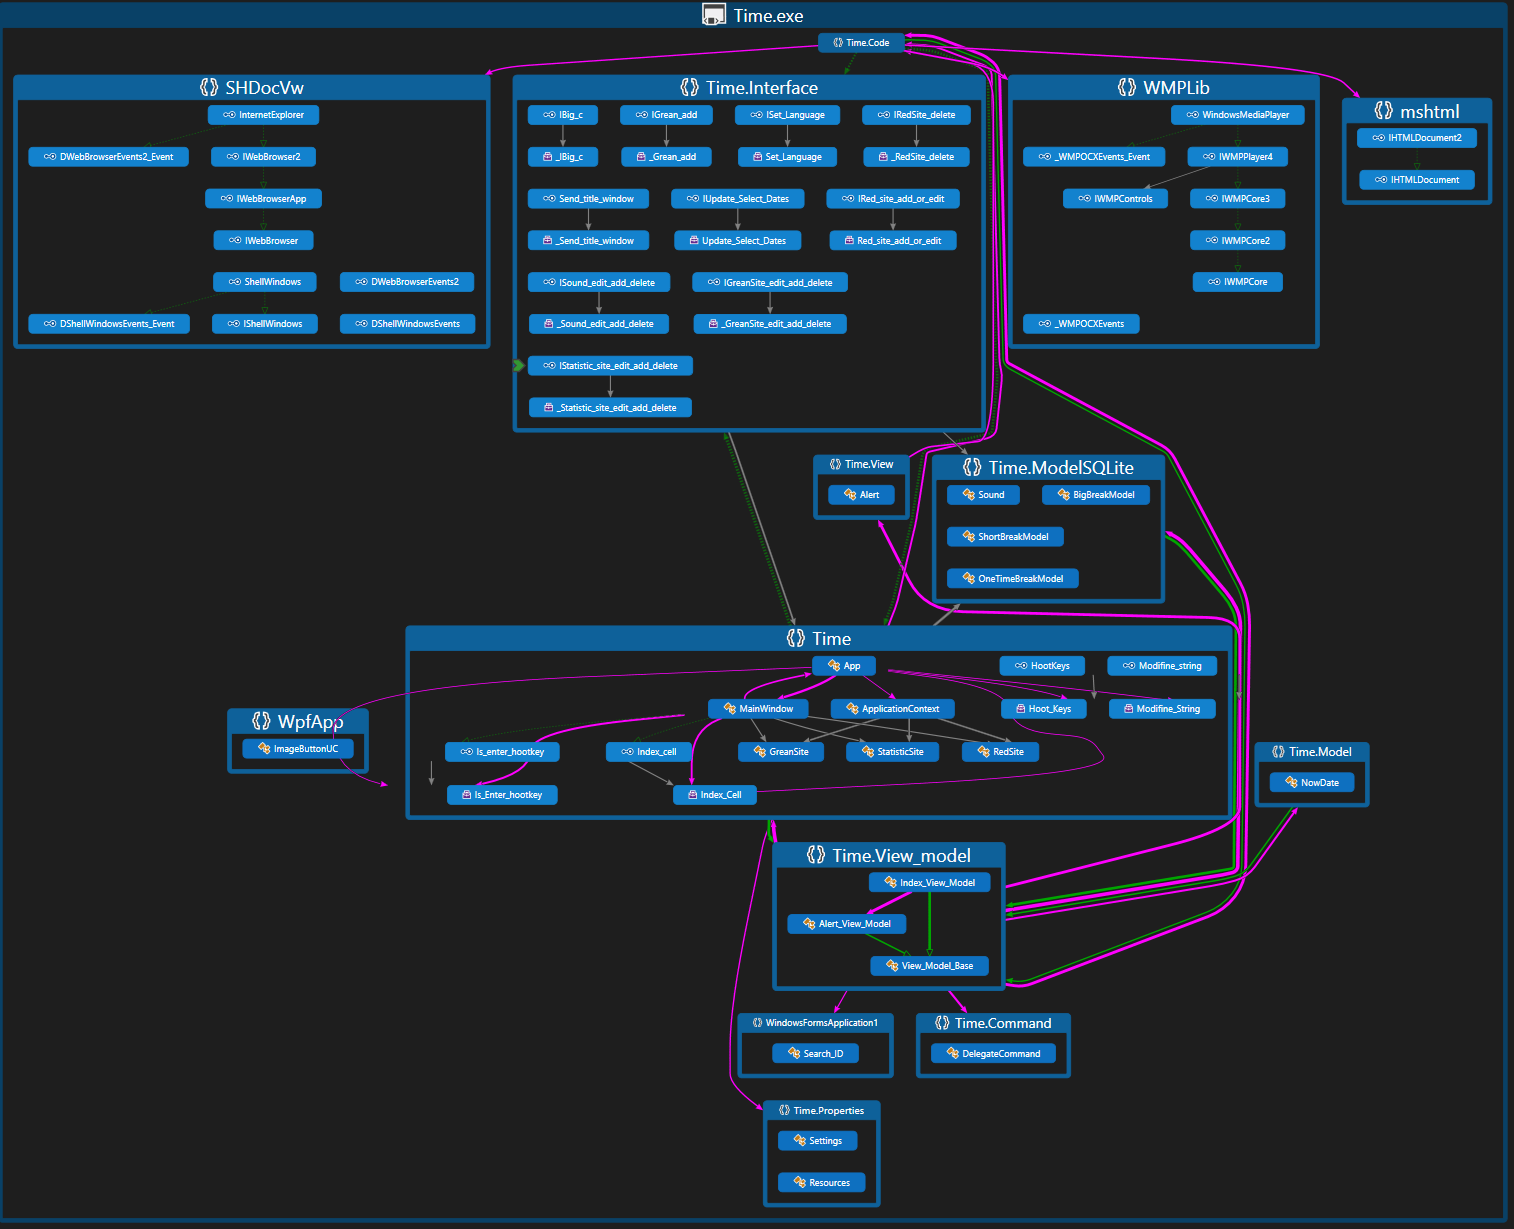 Time.exe
Time.Code
SHDocVw
InternetExplorer
DWebBrowserEvents2_Event
IWebBrowser2
IWebBrowserApp
IWebBrowser
ShellWindows
DWebBrowserEvents2
DShellWindowsEvents_Event
IShellWindows
DShellWindowsEvents
Time.Interface
IBig_c
IGrean_add
ISet_Language
IRedSite_delete
_IBig_c
_Grean_add
Set_Language
_RedSite_delete
Send_title_window
IUpdate_Select_Dates
IRed_site_add_or_edit
_Send_title_window
Update_Select_Dates
Red_site_add_or_edit
ISound_edit_add_delete
IGreanSite_edit_add_delete
_Sound_edit_add_delete
_GreanSite_edit_add_delete
IStatistic_site_edit_add_delete
_Statistic_site_edit_add_delete
WMPLib
WindowsMediaPlayer
_WMPOCXEvents_Event
IWMPPlayer4
IWMPControls
IWMPCore3
IWMPCore2
IWMPCore
_WMPOCXEvents
mshtml
IHTMLDocument2
IHTMLDocument
Time.View
Alert
Time.ModelSQLite
Sound
BigBreakModel
ShortBreakModel
OneTimeBreakModel
Time
App
HootKeys
Modifine_string
MainWindow
ApplicationContext
Hoot_Keys
Modifine_String
Is_enter_hootkey
Index_cell
GreanSite
StatisticSite
RedSite
Is_Enter_hootkey
Index_Cell
WpfApp
ImageButtonUC
Time.Model
NowDate
Time.View_model
Index_View_Model
Alert_View_Model
View_Model_Base
WindowsFormsApplication1
Search_ID
Time.Command
DelegateCommand
Time.Properties
Settings
Resources